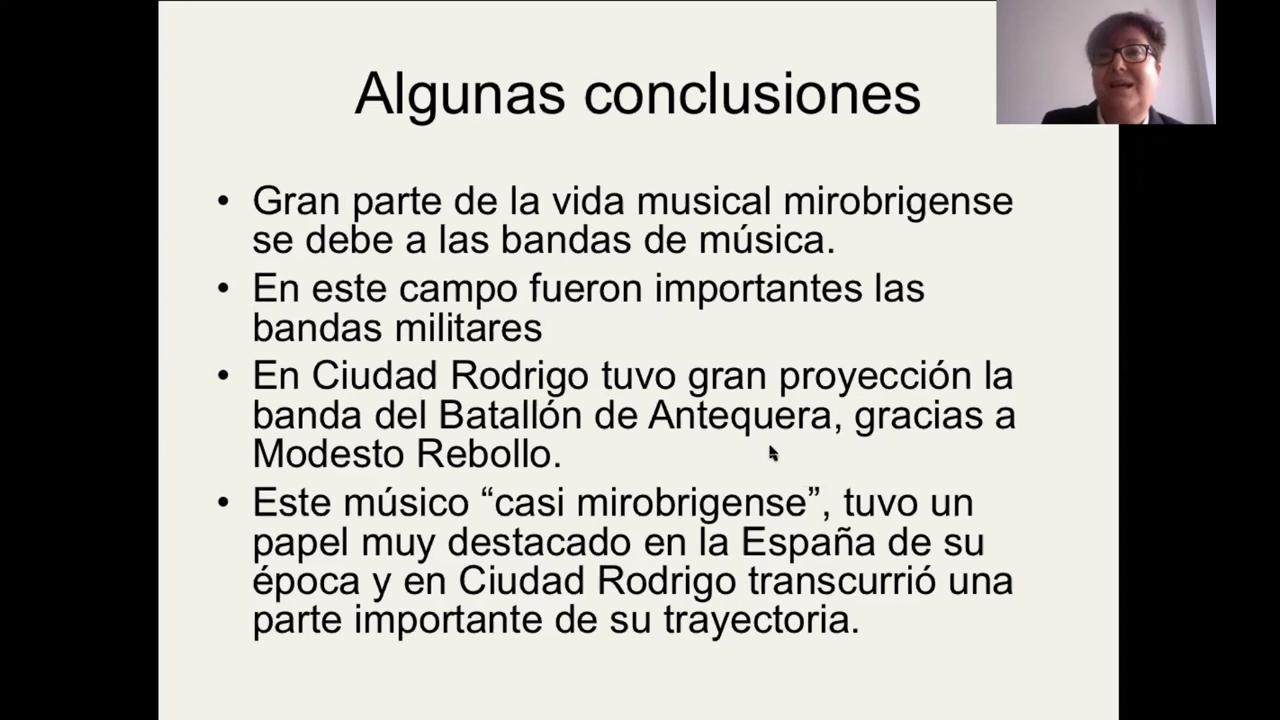 Algunas conclusiones
• Gran parte de la vida musical mirobrigense
se debe a las bandas de música.
• En este campo fueron importantes las
bandas militares
• En Ciudad Rodrigo tuvo gran proyección la
banda del Batallón de Antequera, gracias a
Modesto Rebollo.
• Este músico “casi mirobrigense”, tuvo un
papel muy destacado en la España de su
época y en Ciudad Rodrigo transcurrió una
parte importante de su trayectoria.